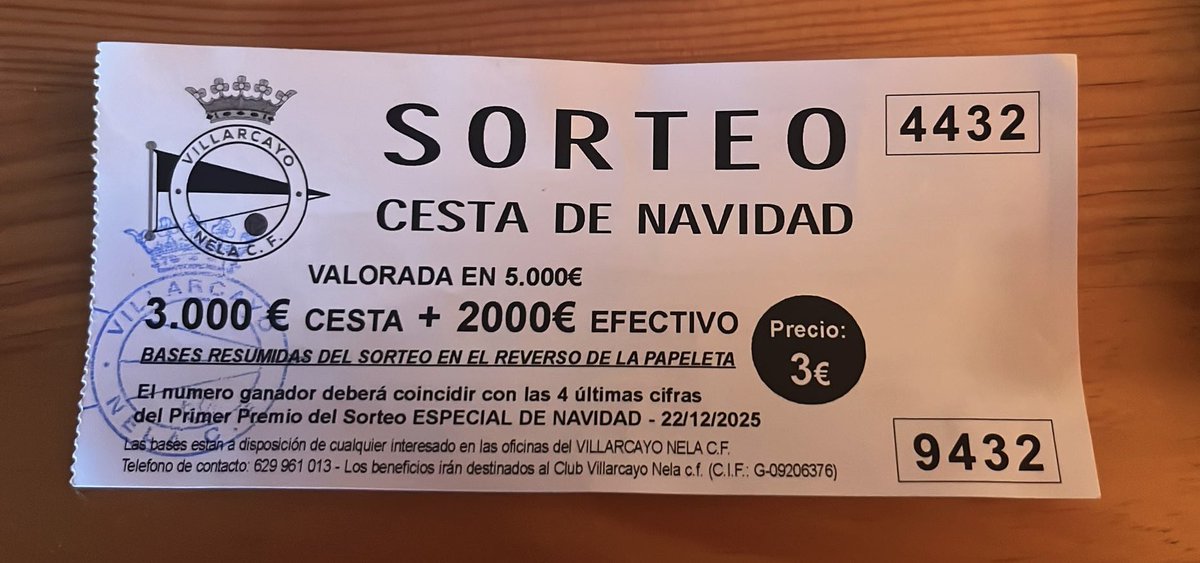 VILLARCAYO
NELA C. F.
SORTEO
4432
CESTA DE NAVIDAD
VALORADA EN 5.000€
3.000 € CESTA + 2000€ EFECTIVO
Precio:
3€
BASES RESUMIDAS DEL SORTEO EN EL REVERSO DE LA PAPELETA
El numero ganador deberá coincidir con las 4 últimas cifras
del Primer Premio del Sorteo ESPECIAL DE NAVIDAD - 22/12/2025
Las bases están a disposición de cualquier interesado en las oficinas del VILLARCAYO NELA C.F.
Telefono de contacto: 629 961 013 - Los beneficios irán destinados al Club Villarcayo Nela c.f. (C.I.F.: G-09206376)
9432
VILLARCAYO
NELA C.